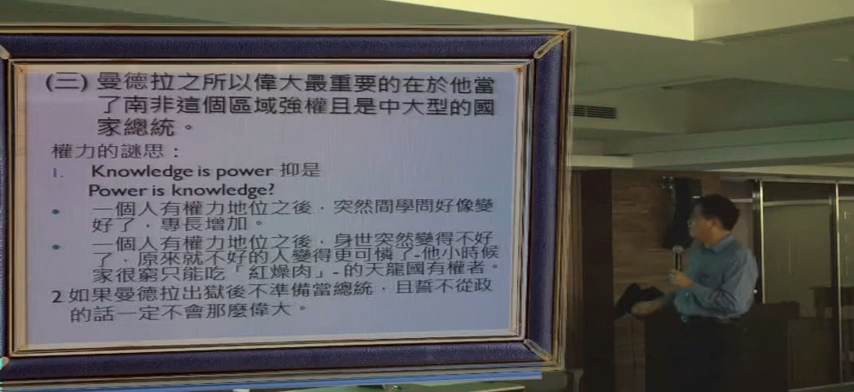 (三) 曼德拉之所以偉大最重要的在於他當
了南非這個區域強權且是中大型的國
家總統。
權力的謎思：
1. Knowledge is power 抑是
Power is knowledge?
• 一個人有權力地位之後，突然間學問好像變
好了，專長增加。
• 一個人有權力地位之後，身世突然變得不好
了，原來就不好的人變得更可憐了-他小時候
家很窮只能吃「紅燥肉」-的天龍國有權者。
2 如果曼德拉出獄後不準備當總統，且誓不從政
的話一定不會那麼偉大。